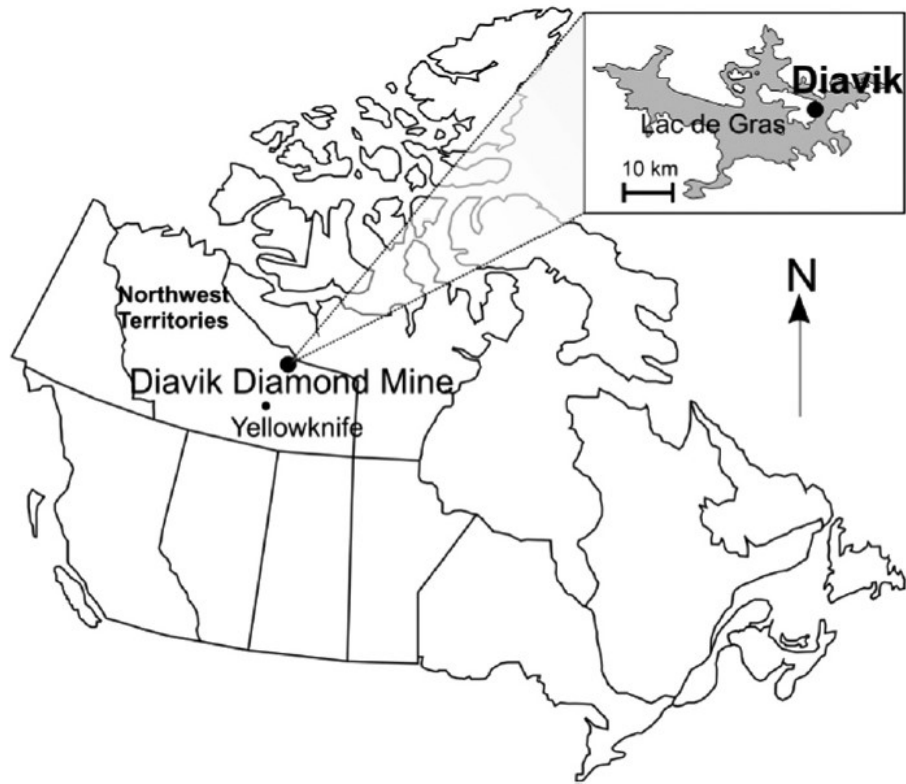 Diavik
Lac de Gras
10 km
N
Northwest
Territories
Diavik Diamond Mine
Yellowknife